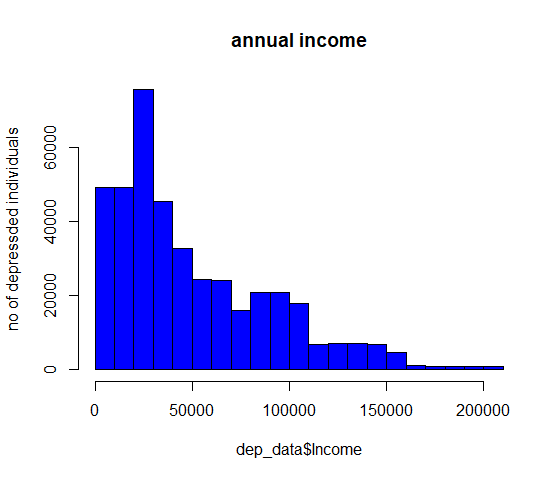 annual income
no of depressded individuals
60000
40000
20000
0
0 50000 100000 150000 200000
dep_data$Income